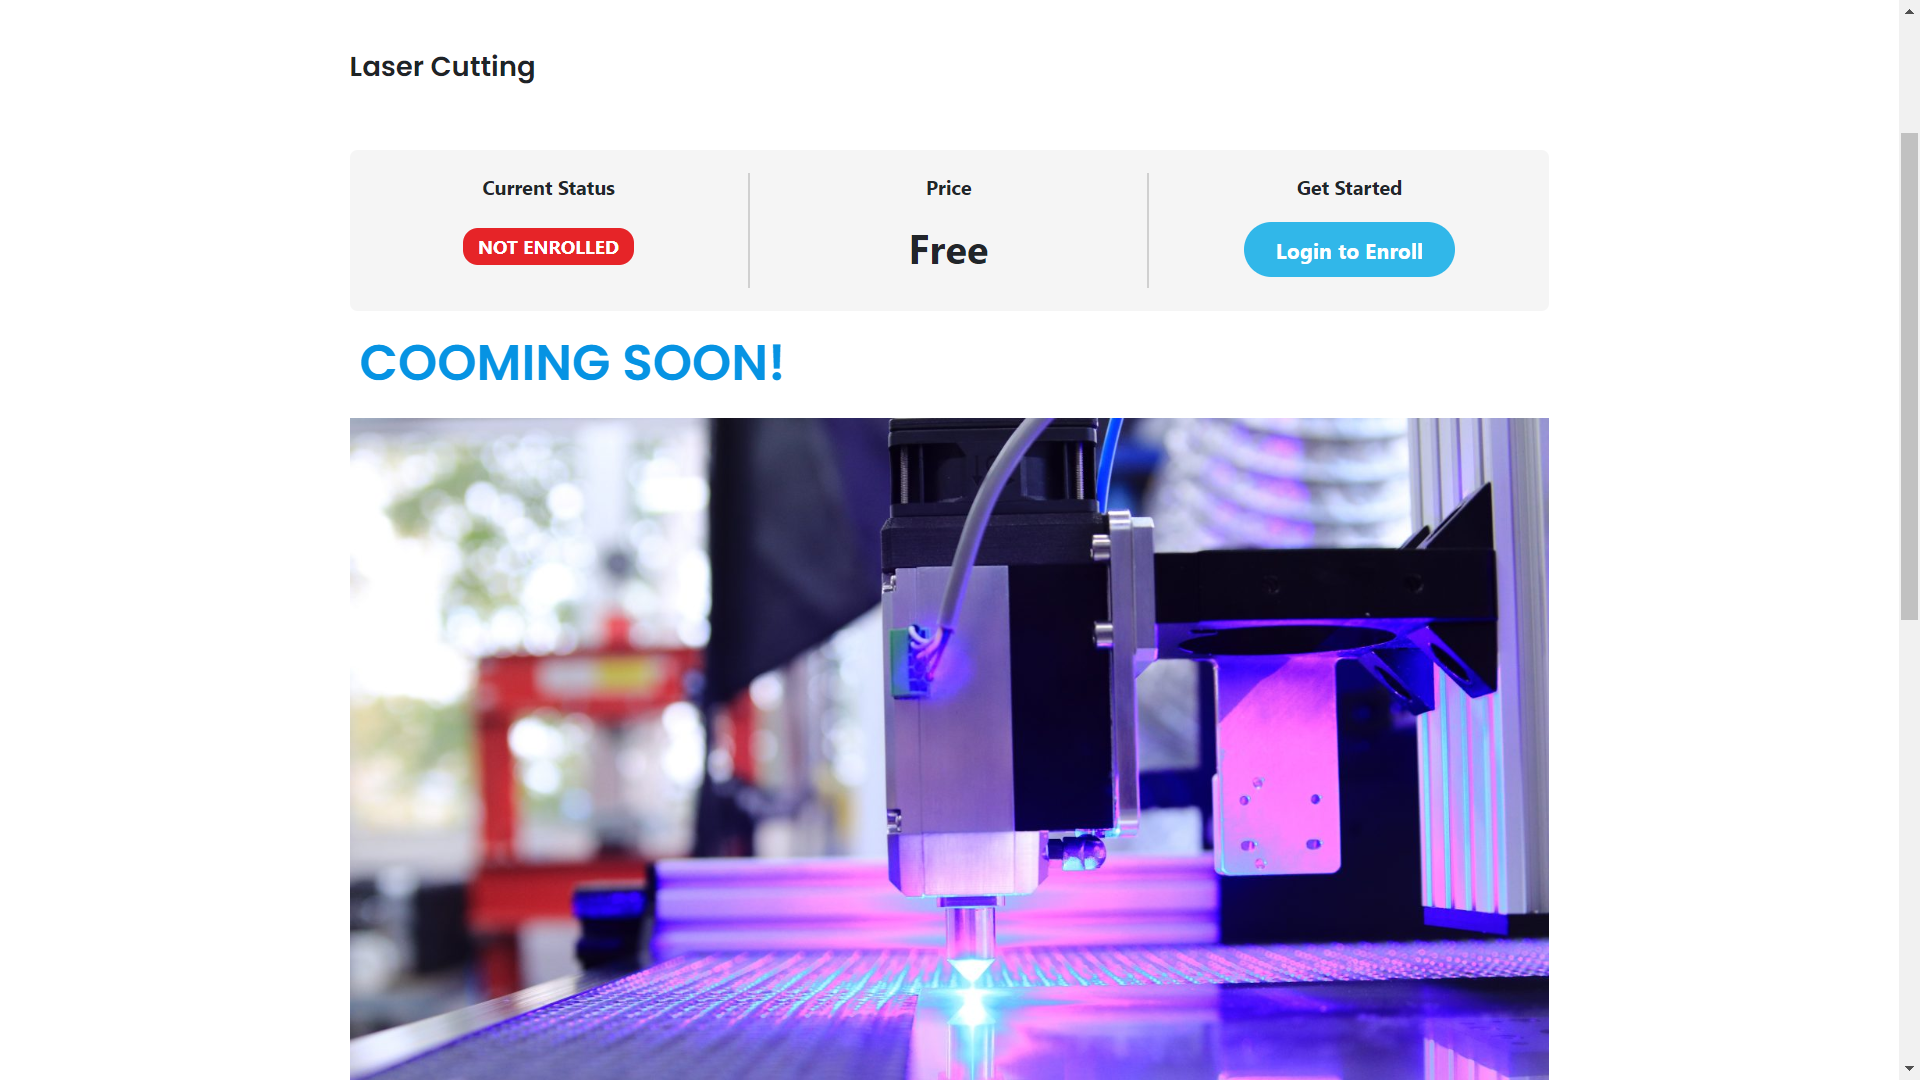 Laser Cutting
Current Status
Price
Get Started
NOT ENROLLED
Free
Login to Enroll
COOMING SOON!